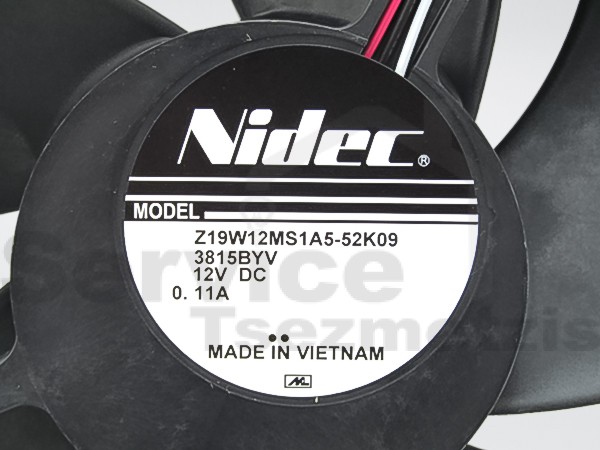 Nidec®
MODEL
Z19W12MS1A5-52K09
3815BYV
12V DC
0. 11A
MADE IN VIETNAM
Service
Tsezmetzis